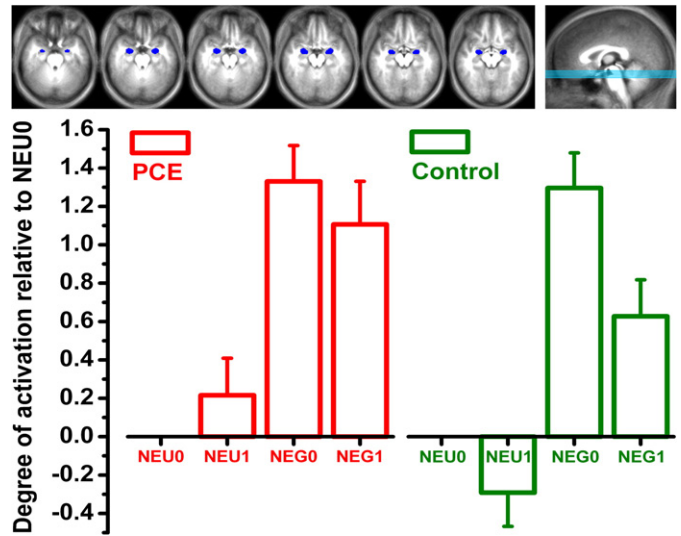 Degree of activation relative to NEU0
1.6
1.4
1.2
1.0
0.8
0.6
0.4
0.2
0.0
-0.2
-0.4
PCE
Control
NEU0 NEU1 NEG0 NEG1
NEU0 NEU1 NEG0 NEG1